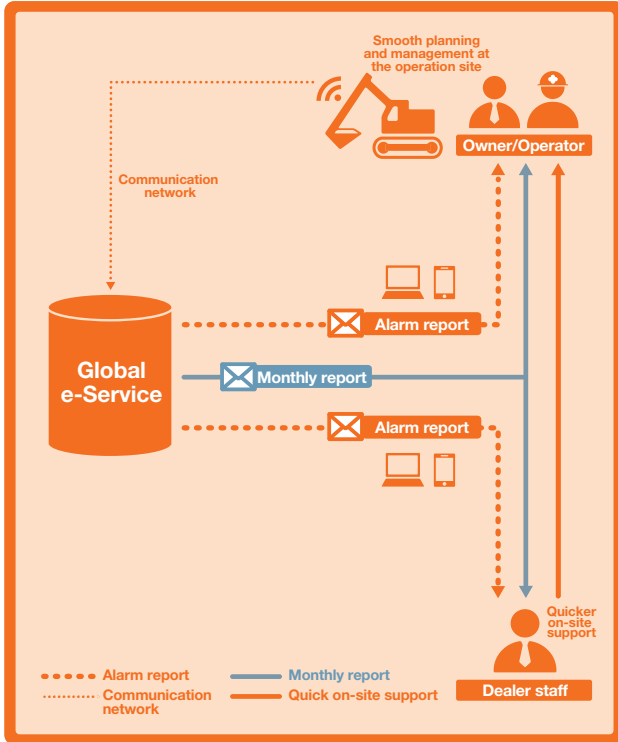 Smooth planning
and management at
the operation site
Owner/Operator
Communication
network
Alarm report
Global
e-Service
Monthly report
Alarm report
Quicker
on-site
support
Dealer staff
Alarm report
Monthly report
Communication
network
Quick on-site support